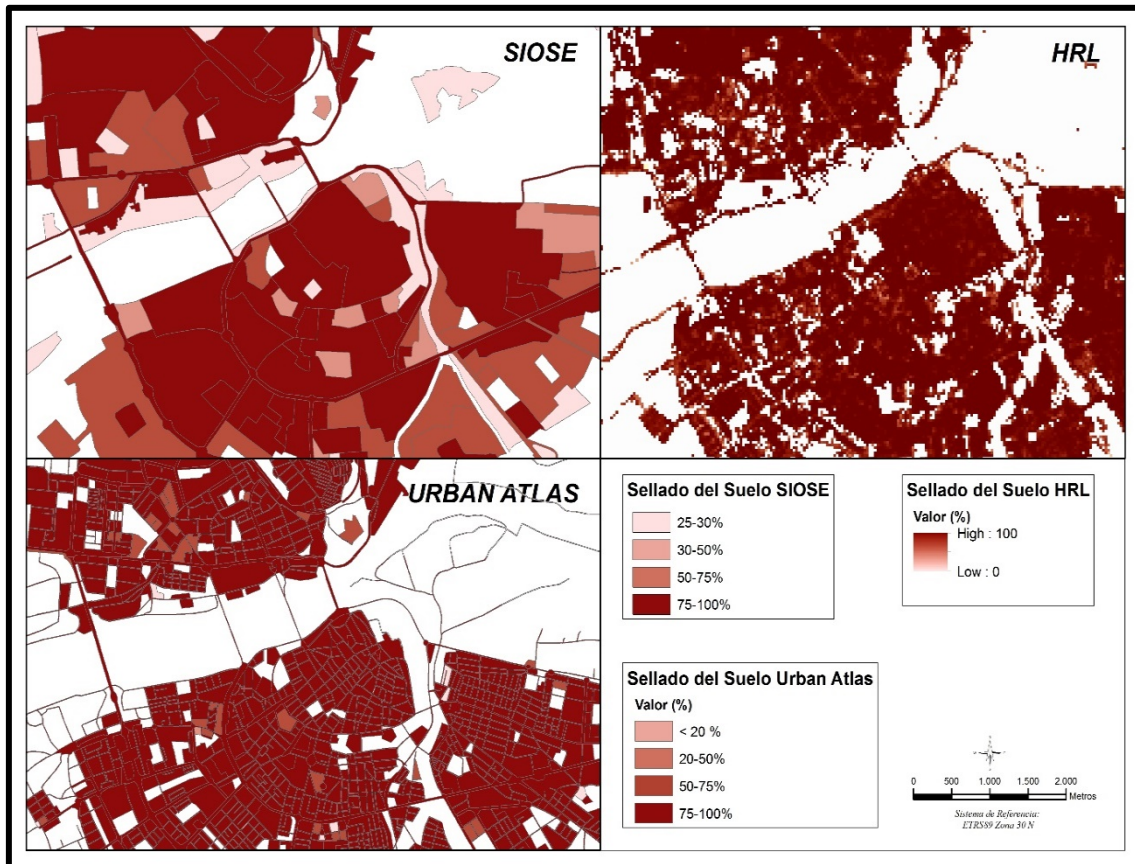 SIOSE
HRL
URBAN ATLAS
Sellado del Suelo SIOSE
25-30%
30-50%
50-75%
75-100%
Sellado del Suelo HRL
Valor (%)
High : 100
Low : 0
Sellado del Suelo Urban Atlas
Valor (%)
< 20 %
20-50%
50-75%
75-100%
0 500 1.000 1.500 2.000
Metros
Sistema de Referencia:
ETRS89 Zona 30 N